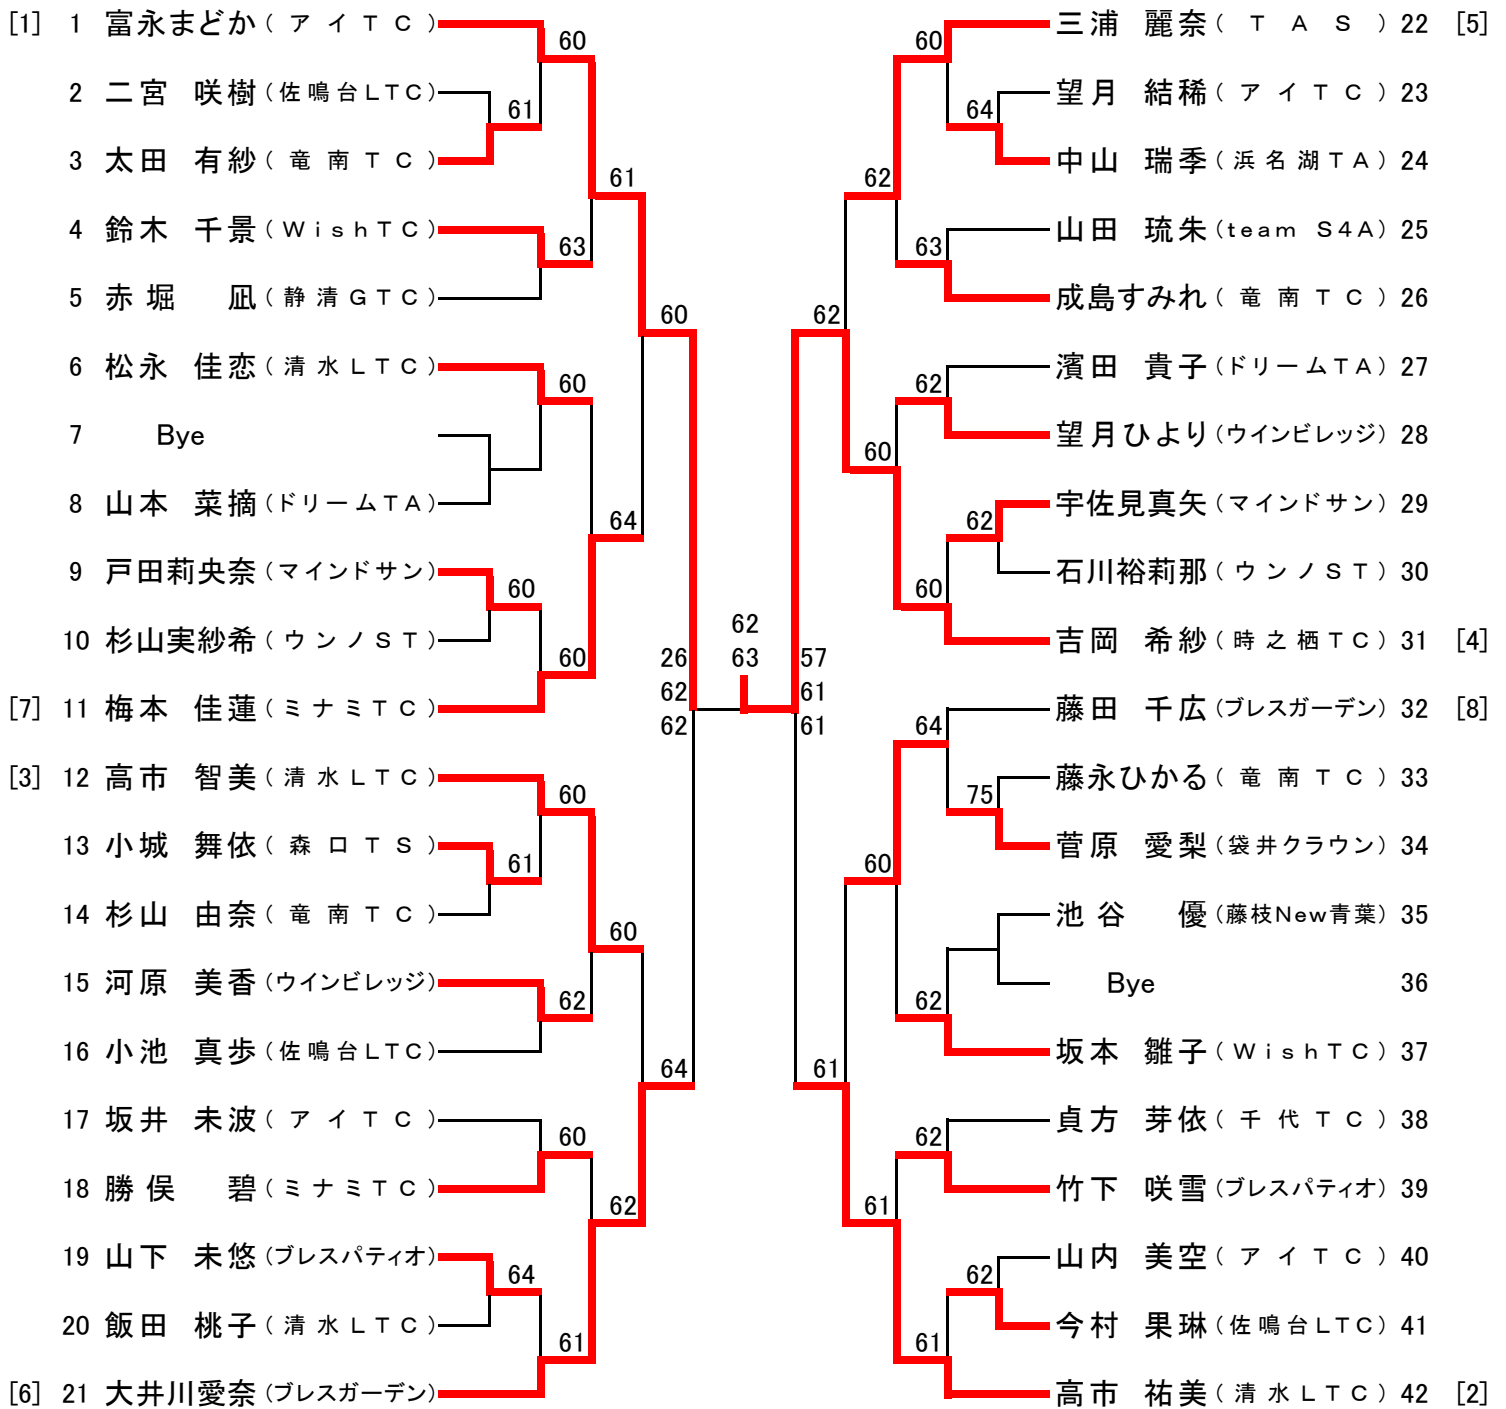 [1] 1 富永まどか(アイTC)
60
2 二宮 咲樹(佐鳴台LTC)
61
3 太田 有紗(竜南TC)
61
4 鈴木 千景(WishTC)
63
5 赤堀 凪(静清GTC)
60
6 松永 佳恋(清水LTC)
60
7 Bye
8 山本 菜摘(ドリームTA)
64
9 戸田莉央奈(マインドサン)
60
10 杉山実紗希(ウンノST)
60
[7] 11 梅本 佳蓮(ミナミTC)
26
62
62
[3] 12 高市 智美(清水LTC)
60
13 小城 舞依(森口TS)
61
14 杉山 由奈(竜南TC)
60
15 河原 美香(ウインビレッジ)
62
16 小池 真歩(佐鳴台LTC)
64
17 坂井 未波(アイTC)
60
18 勝俣 碧(ミナミTC)
62
19 山下 未悠(ブレスパティオ)
64
20 飯田 桃子(清水LTC)
61
[6] 21 大井川愛奈(ブレスガーデン)
62
63
三浦 麗奈(TAS) 22 [5]
60
望月 結稀(アイTC) 23
64
中山 瑞季(浜名湖TA) 24
62
山田 琉朱(team S4A) 25
63
成島すみれ(竜南TC) 26
62
濱田 貴子(ドリームTA) 27
62
望月ひより(ウインビレッジ) 28
60
宇佐見真矢(マインドサン) 29
62
石川裕莉那(ウンノST) 30
60
吉岡 希紗(時之栖TC) 31 [4]
57
61
61
藤田 千広(ブレスガーデン) 32 [8]
64
藤永ひかる(竜南TC) 33
75
菅原 愛梨(袋井クラウン) 34
60
池谷 優(藤枝New青葉) 35
Bye 36
62
坂本 雛子(WishTC) 37
61
貞方 芽依(千代TC) 38
62
竹下 咲雪(ブレスパティオ) 39
61
山内 美空(アイTC) 40
62
今村 果琳(佐鳴台LTC) 41
61
高市 祐美(清水LTC) 42 [2]